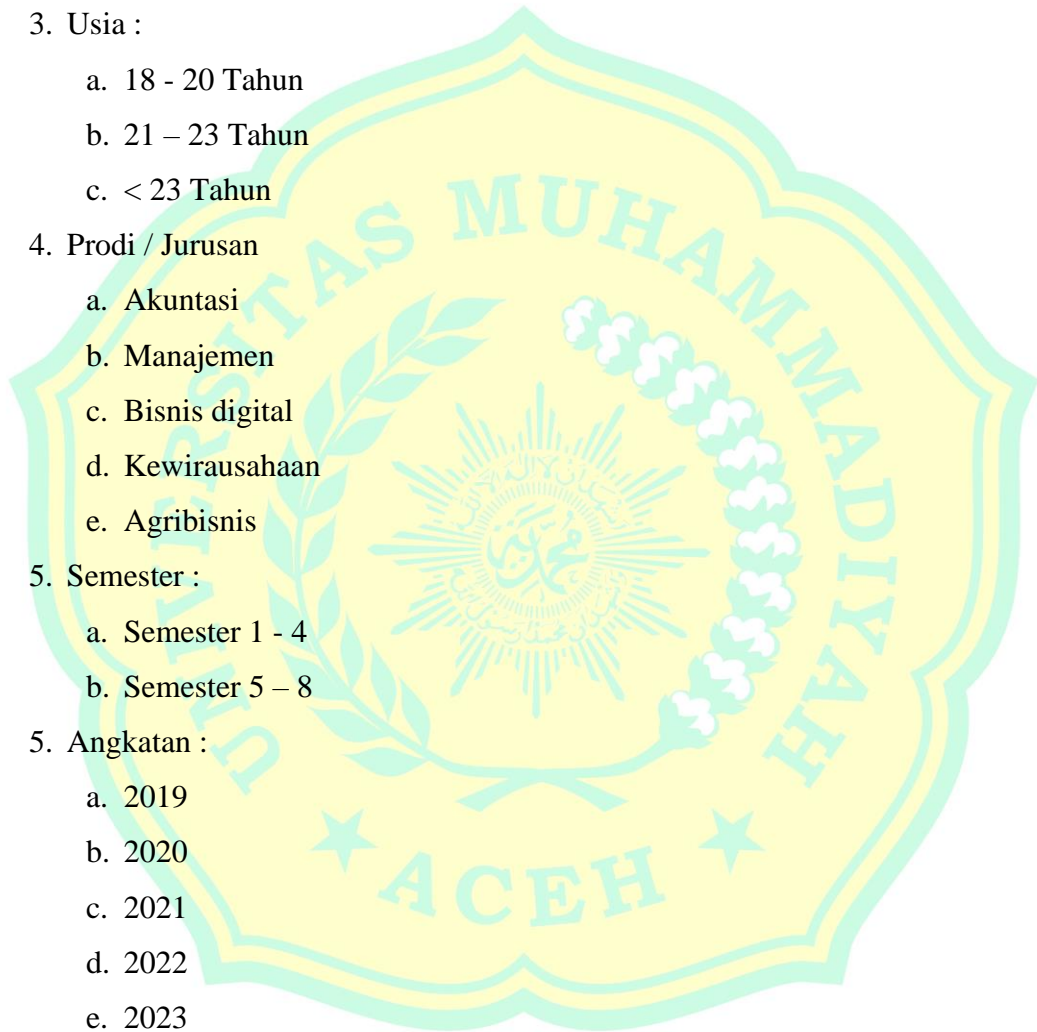 3. Usia :
a. 18 - 20 Tahun
b. 21 – 23 Tahun
c. < 23 Tahun
4. Prodi / Jurusan
a. Akuntasi
b. Manajemen
c. Bisnis digital
d. Kewirausahaan
e. Agribisnis
5. Semester :
a. Semester 1 - 4
b. Semester 5 – 8
5. Angkatan :
a. 2019
b. 2020
c. 2021
d. 2022
e. 2023
UNIVERSITAS MUHAMMADIYAH
ACEH